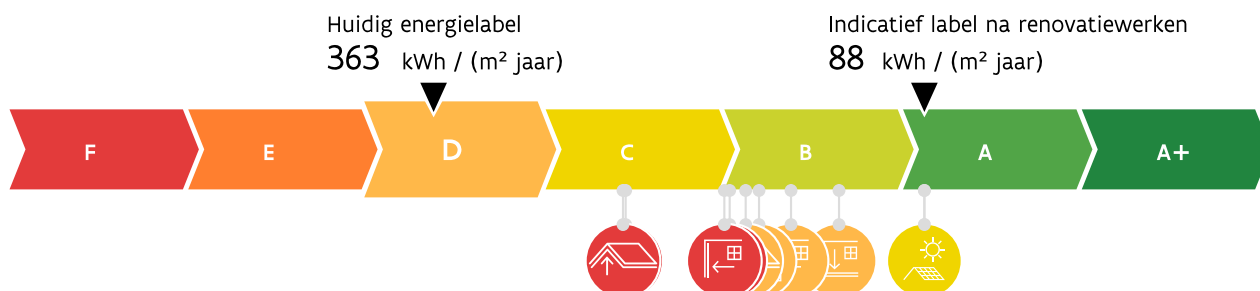 Huidig energielabel
363 kWh / (m² jaar)
Indicatief label na renovatiewerken
88 kWh / (m² jaar)
F E D C B A A+